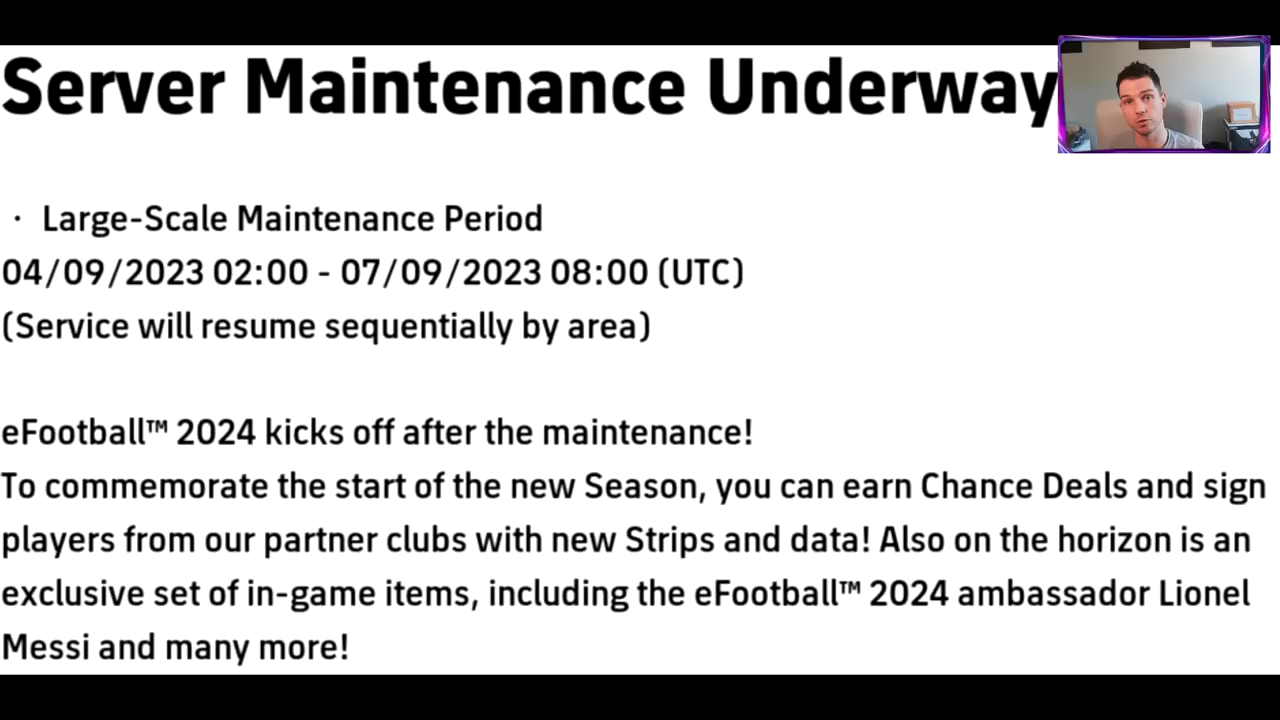 Server Maintenance Underway
· Large-Scale Maintenance Period
04/09/2023 02:00 - 07/09/2023 08:00 (UTC)
(Service will resume sequentially by area)
eFootball™ 2024 kicks off after the maintenance!
To commemorate the start of the new Season, you can earn Chance Deals and sign
players from our partner clubs with new Strips and data! Also on the horizon is an
exclusive set of in-game items, including the eFootball™ 2024 ambassador Lionel
Messi and many more!